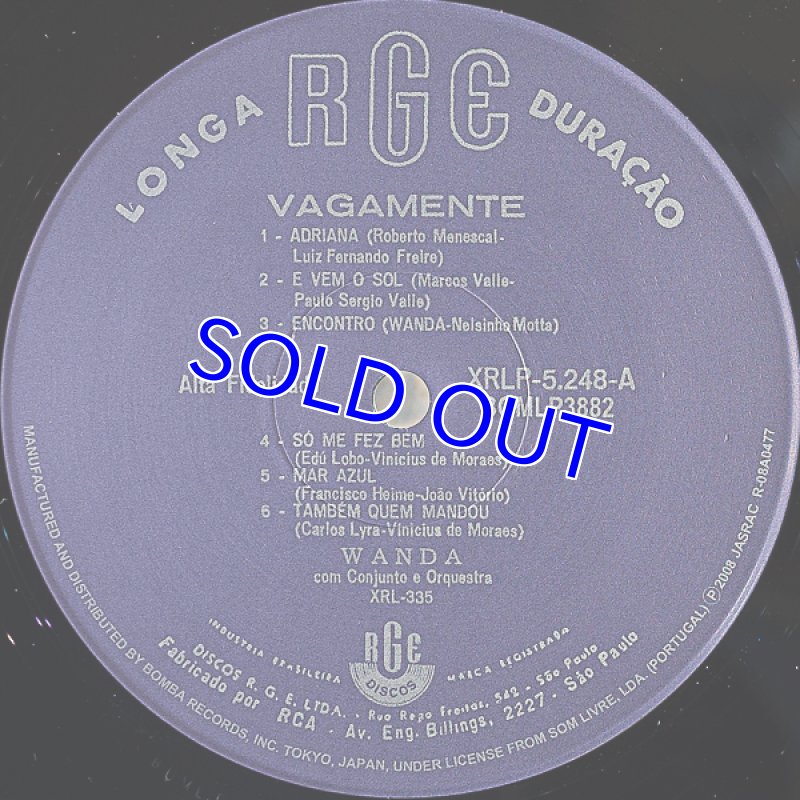 RGE
LONGA DURAÇÃO
VAGAMENTE
1 - ADRIANA (Roberto Menescal-
Luiz Fernando Freire)
2 - E VEM O SOL (Marcos Valle-
Paulo Sergio Valle)
3 - ENCONTRO (WANDA-Nelsinho Motta)
SOLD OUT
Alta
XRLP-5.248-A
BOMLP3882
4 - SÓ ME FEZ BEM
(Edú Lobo-Vinicius de Moraes)
5 - MAR AZUL
(Francisco Heime-João Vitório)
6 - TAMBÉM QUEM MANDOU
(Carlos Lyra-Vinicius de Moraes)
WANDA
com Conjunto e Orquestra
XRL-335
INDUSTRIA BRASILEIRA
RGE
DISCOS
MARCA REGISTRADA
DISCOS R. G. E. LTDA. - Rua Paulo
Fabricado por RCA - Av. Eng. Billings, 2227 - São Paulo
MANUFACTURED AND DISTRIBUTED BY BOMBA RECORDS, INC. TOKYO, JAPAN, UNDER LICENSE FROM SOM LIVRE, LDA. (PORTUGAL) Ⓟ2008 JASRAC R-08A0477